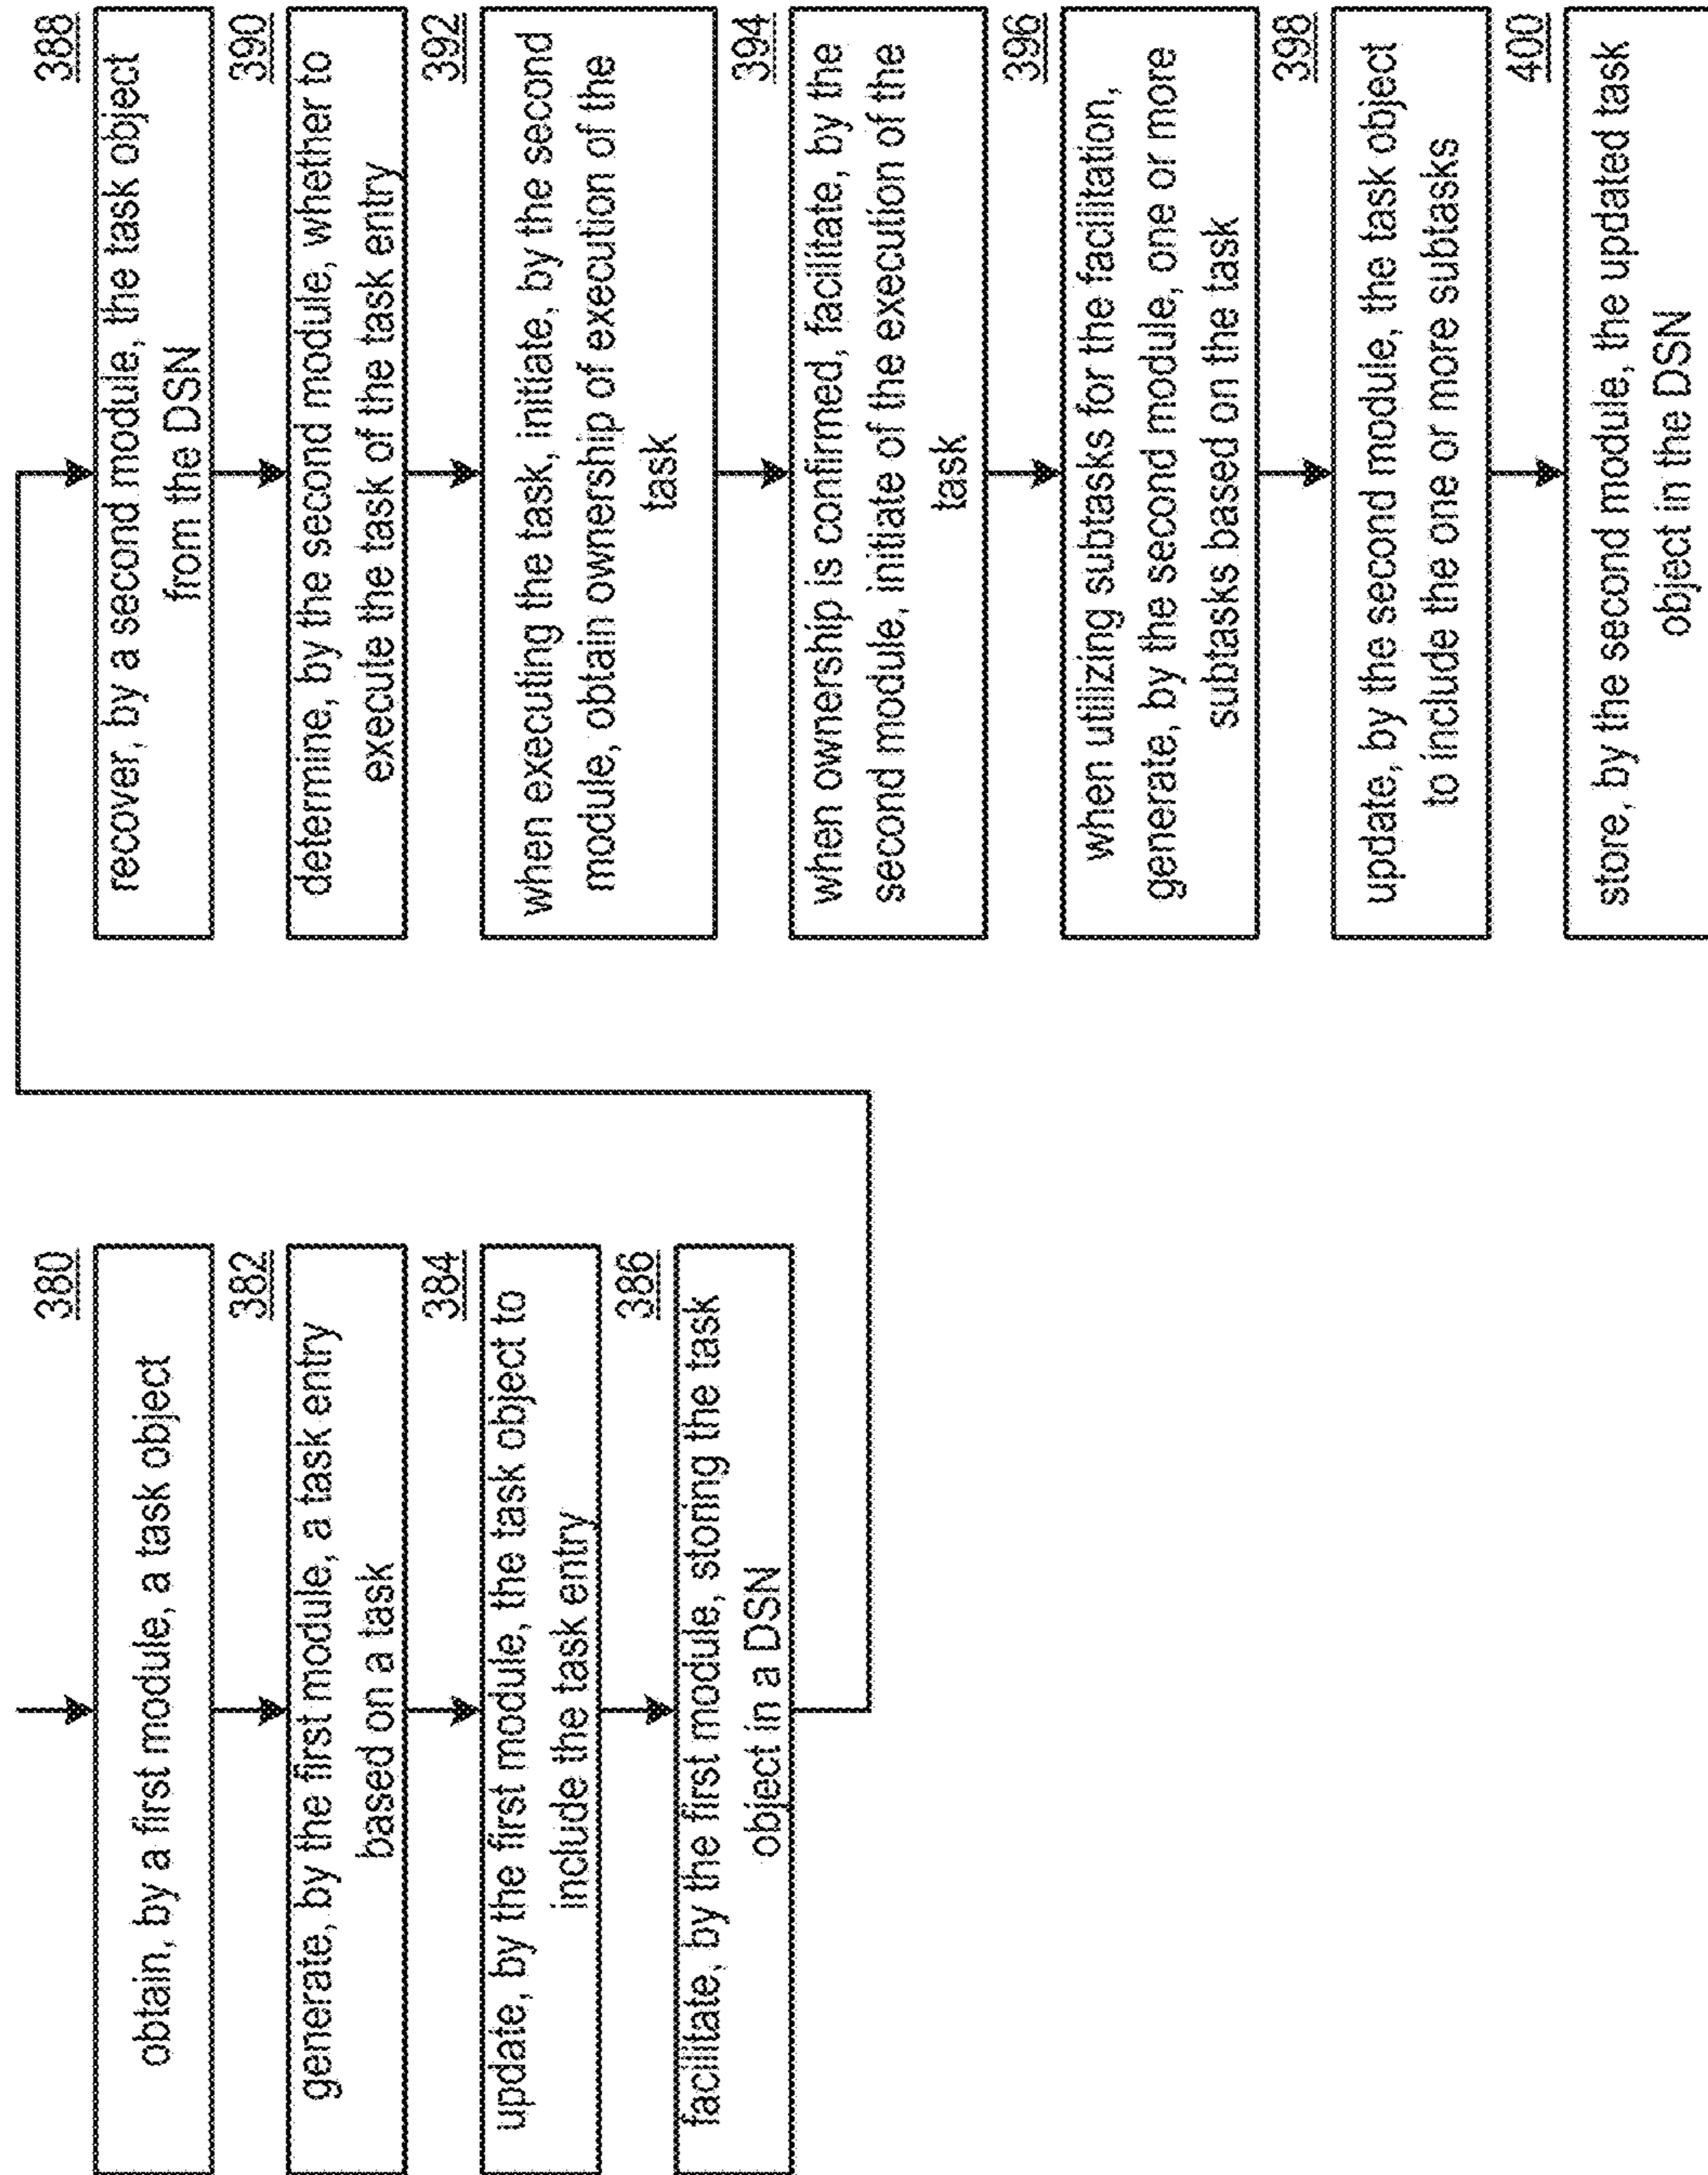 380
obtain, by a first module, a task object
382
generate, by the first module, a task entry
based on a task
384
update, by the first module, the task object to
include the task entry
386
facilitate, by the first module, storing the task
object in a DSN
388
recover, by a second module, the task object
from the DSN
390
determine, by the second module, whether to
execute the task of the task entry
392
when executing the task, initiate, by the second
module, obtain ownership of execution of the
task
394
when ownership is confirmed, facilitate, by the
second module, initiate of the execution of the
task
396
when utilizing subtasks for the facilitation,
generate, by the second module, one or more
subtasks based on the task
398
update, by the second module, the task object
to include the one or more subtasks
400
store, by the second module, the updated task
object in the DSN